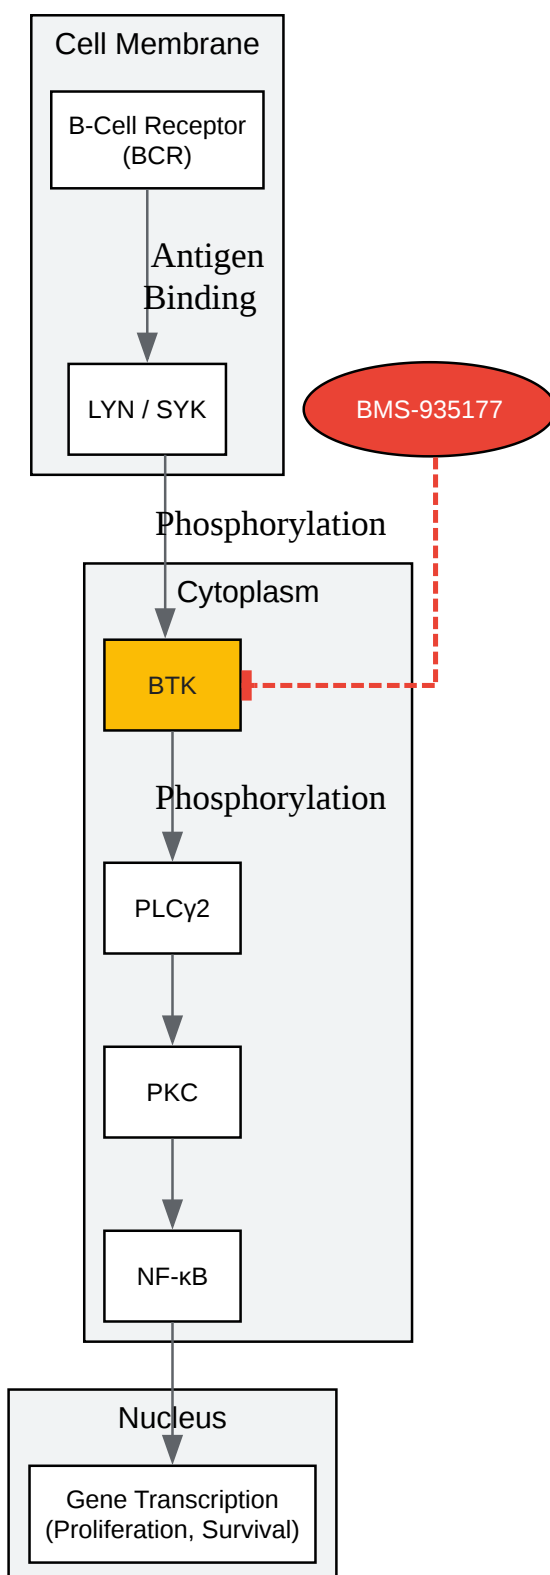 Cell Membrane
B-Cell Receptor
(BCR)
Antigen
Binding
LYN / SYK
BMS-935177
Phosphorylation
Cytoplasm
BTK
Phosphorylation
PLCγ2
PKC
NF-κB
Nucleus
Gene Transcription
(Proliferation, Survival)